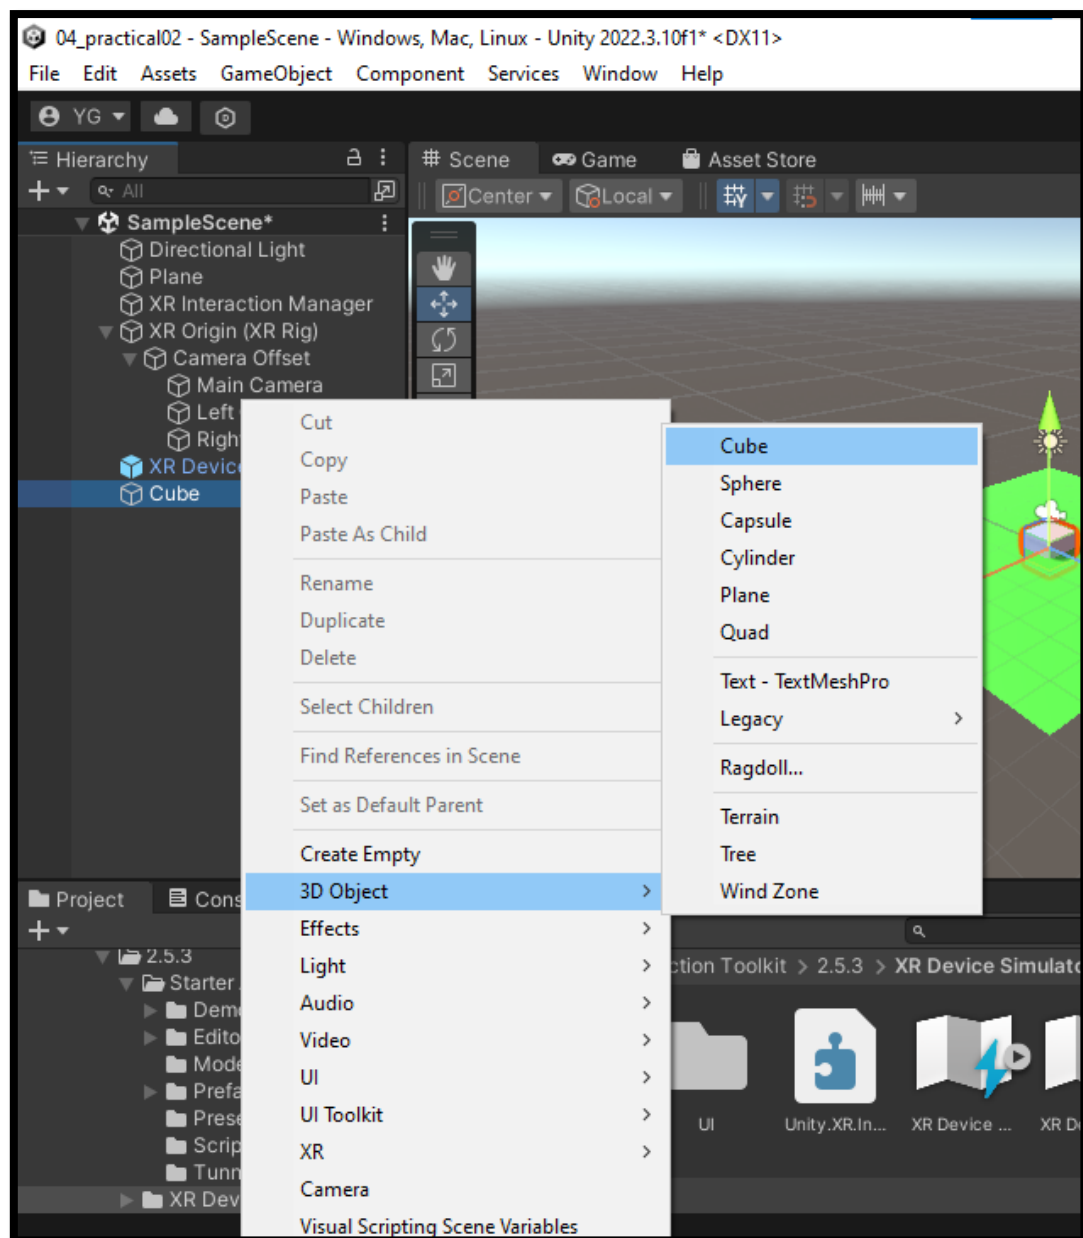 04_practical02 - SampleScene - Windows, Mac, Linux - Unity 2022.3.10f1* <DX11>
File Edit Assets GameObject Component Services Window Help
YG
Hierarchy
All
SampleScene*
Directional Light
Plane
XR Interaction Manager
XR Origin (XR Rig)
Camera Offset
Main Camera
Left
Righ
XR Devic
Cube
# Scene Game Asset Store
Center Local
Cut
Copy
Paste
Paste As Child
Rename
Duplicate
Delete
Select Children
Find References in Scene
Set as Default Parent
Create Empty
3D Object
Effects
Light
Audio
Video
UI
UI Toolkit
XR
Camera
Visual Scripting Scene Variables
Cube
Sphere
Capsule
Cylinder
Plane
Quad
Text - TextMeshPro
Legacy
Ragdoll...
Terrain
Tree
Wind Zone
Project Cons
2.5.3
Starter
Demo
Edito
Mode
Prefa
Prese
Scrip
Tunn
XR Dev
ction Toolkit > 2.5.3 > XR Device Simulato
UI Unity.XR.In... XR Device ... XR De